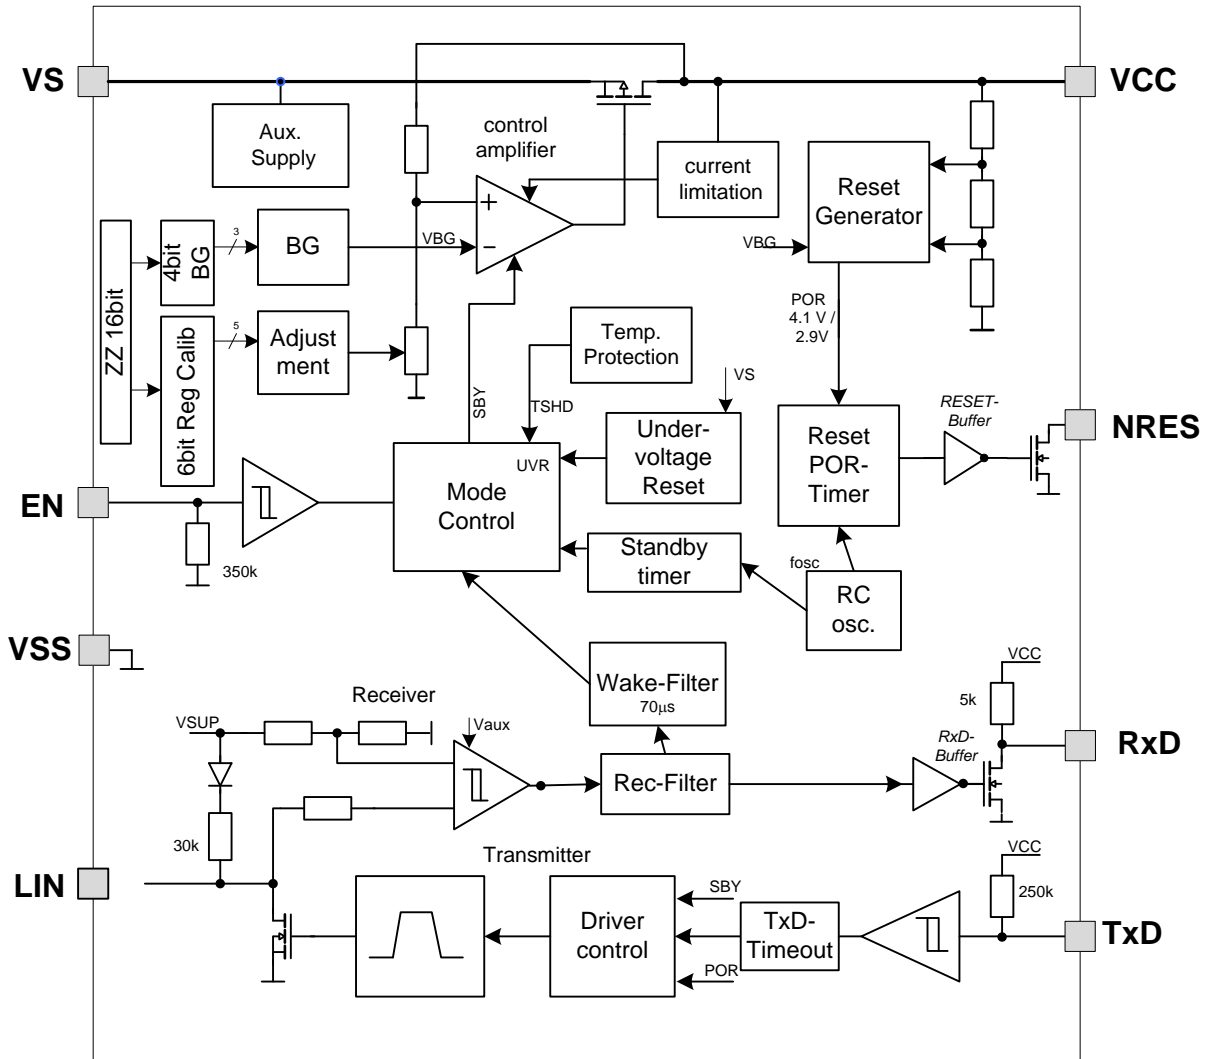 VS
VCC
Aux.
Supply
control
amplifier
current
limitation
Reset
Generator
ZZ 16bit
4bit
BG
3
BG
VBG
+
−
VBG
6bit Reg Calib
5
Adjust
ment
SBY
Temp.
Protection
TSHD
VS
POR
4.1 V /
2.9V
UVR
Mode
Control
Under-
voltage
Reset
Reset
POR-
Timer
RESET-
Buffer
NRES
EN
350k
Standby
timer
fosc
RC
osc.
VSS
Wake-Filter
70µs
Receiver
VSUP
Vaux
Rec-Filter
VCC
5k
RxD-
Buffer
RxD
30k
LIN
Transmitter
Driver
control
SBY
POR
TxD-
Timeout
VCC
250k
TxD